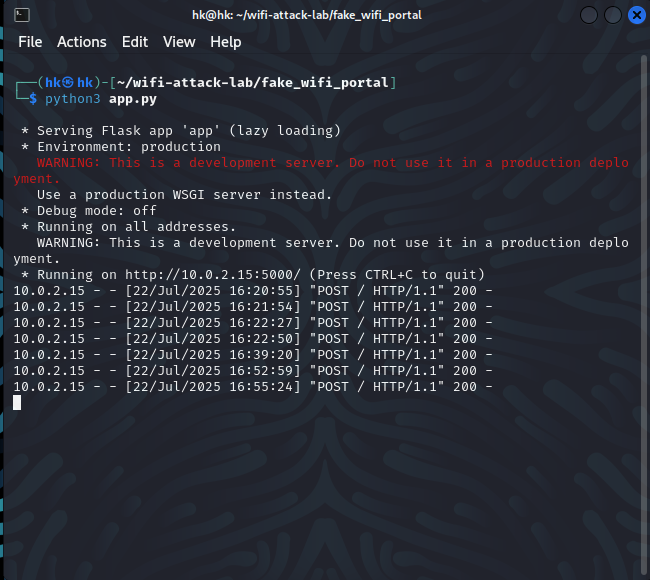 hk@hk: ~/wifi-attack-lab/fake_wifi_portal
File Actions Edit View Help
┌──(hk㉿hk)-[~/wifi-attack-lab/fake_wifi_portal]
└─$ python3 app.py
* Serving Flask app 'app' (lazy loading)
* Environment: production
WARNING: This is a development server. Do not use it in a production deplo
yment.
Use a production WSGI server instead.
* Debug mode: off
* Running on all addresses.
WARNING: This is a development server. Do not use it in a production deplo
yment.
* Running on http://10.0.2.15:5000/ (Press CTRL+C to quit)
10.0.2.15 - - [22/Jul/2025 16:20:55] "POST / HTTP/1.1" 200 -
10.0.2.15 - - [22/Jul/2025 16:21:54] "POST / HTTP/1.1" 200 -
10.0.2.15 - - [22/Jul/2025 16:22:27] "POST / HTTP/1.1" 200 -
10.0.2.15 - - [22/Jul/2025 16:22:50] "POST / HTTP/1.1" 200 -
10.0.2.15 - - [22/Jul/2025 16:39:20] "POST / HTTP/1.1" 200 -
10.0.2.15 - - [22/Jul/2025 16:52:59] "POST / HTTP/1.1" 200 -
10.0.2.15 - - [22/Jul/2025 16:55:24] "POST / HTTP/1.1" 200 -